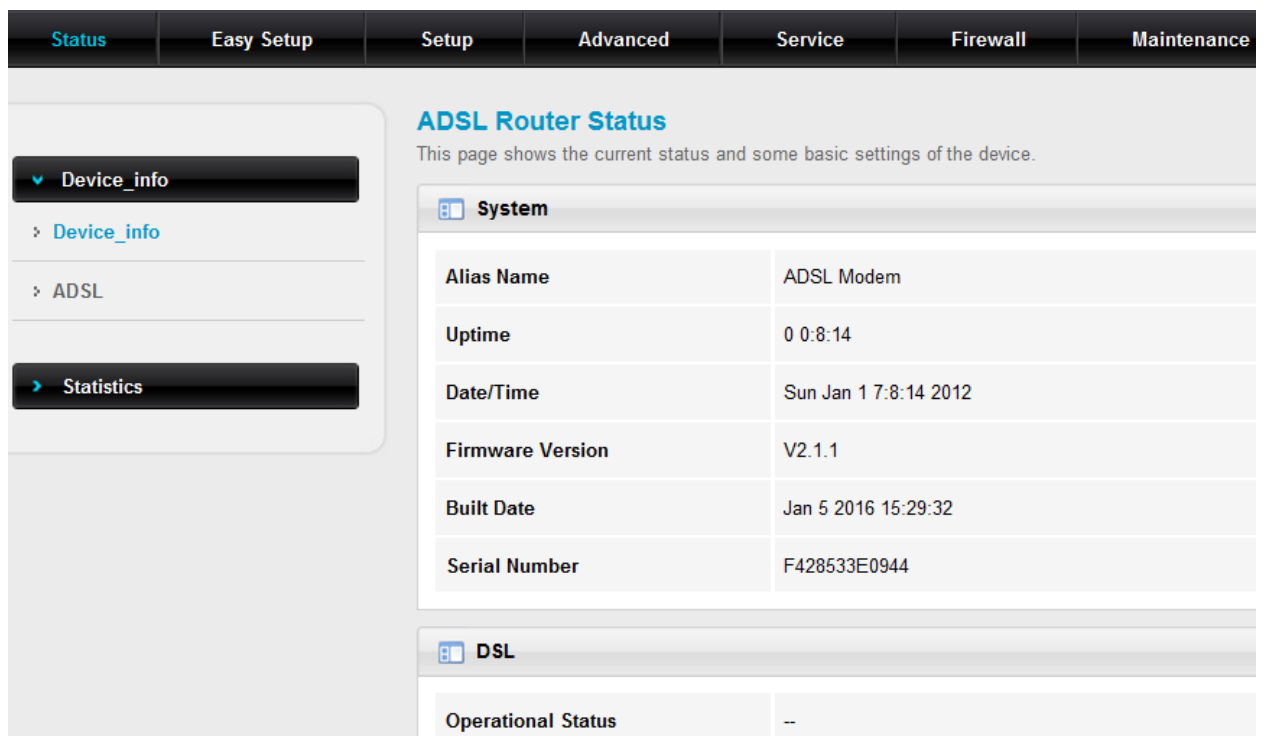 Status Easy Setup Setup Advanced Service Firewall Maintenance
Device_info
Device_info
ADSL
Statistics
ADSL Router Status
This page shows the current status and some basic settings of the device.
System
Alias Name ADSL Modem
Uptime 0 0:8:14
Date/Time Sun Jan 1 7:8:14 2012
Firmware Version V2.1.1
Built Date Jan 5 2016 15:29:32
Serial Number F428533E0944
DSL
Operational Status --